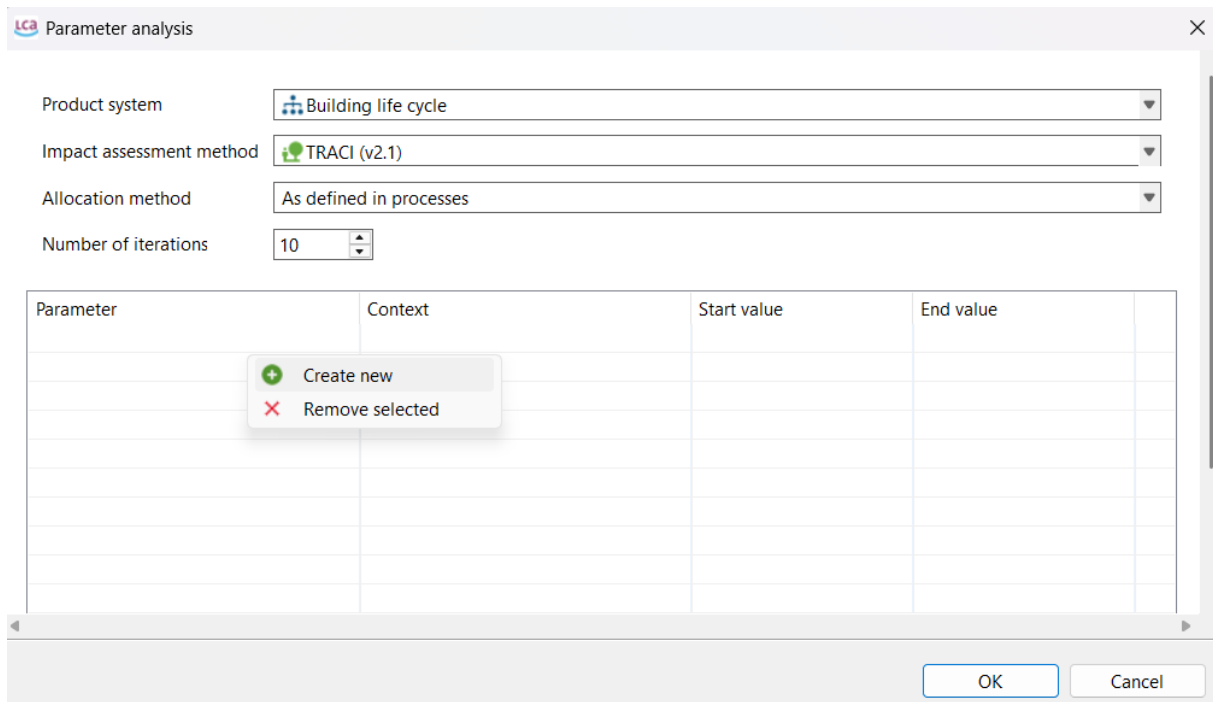 LCA Parameter analysis
Product system Building life cycle
Impact assessment method TRACI (v2.1)
Allocation method As defined in processes
Number of iterations 10
Parameter Context Start value End value
Create new
Remove selected
OK Cancel